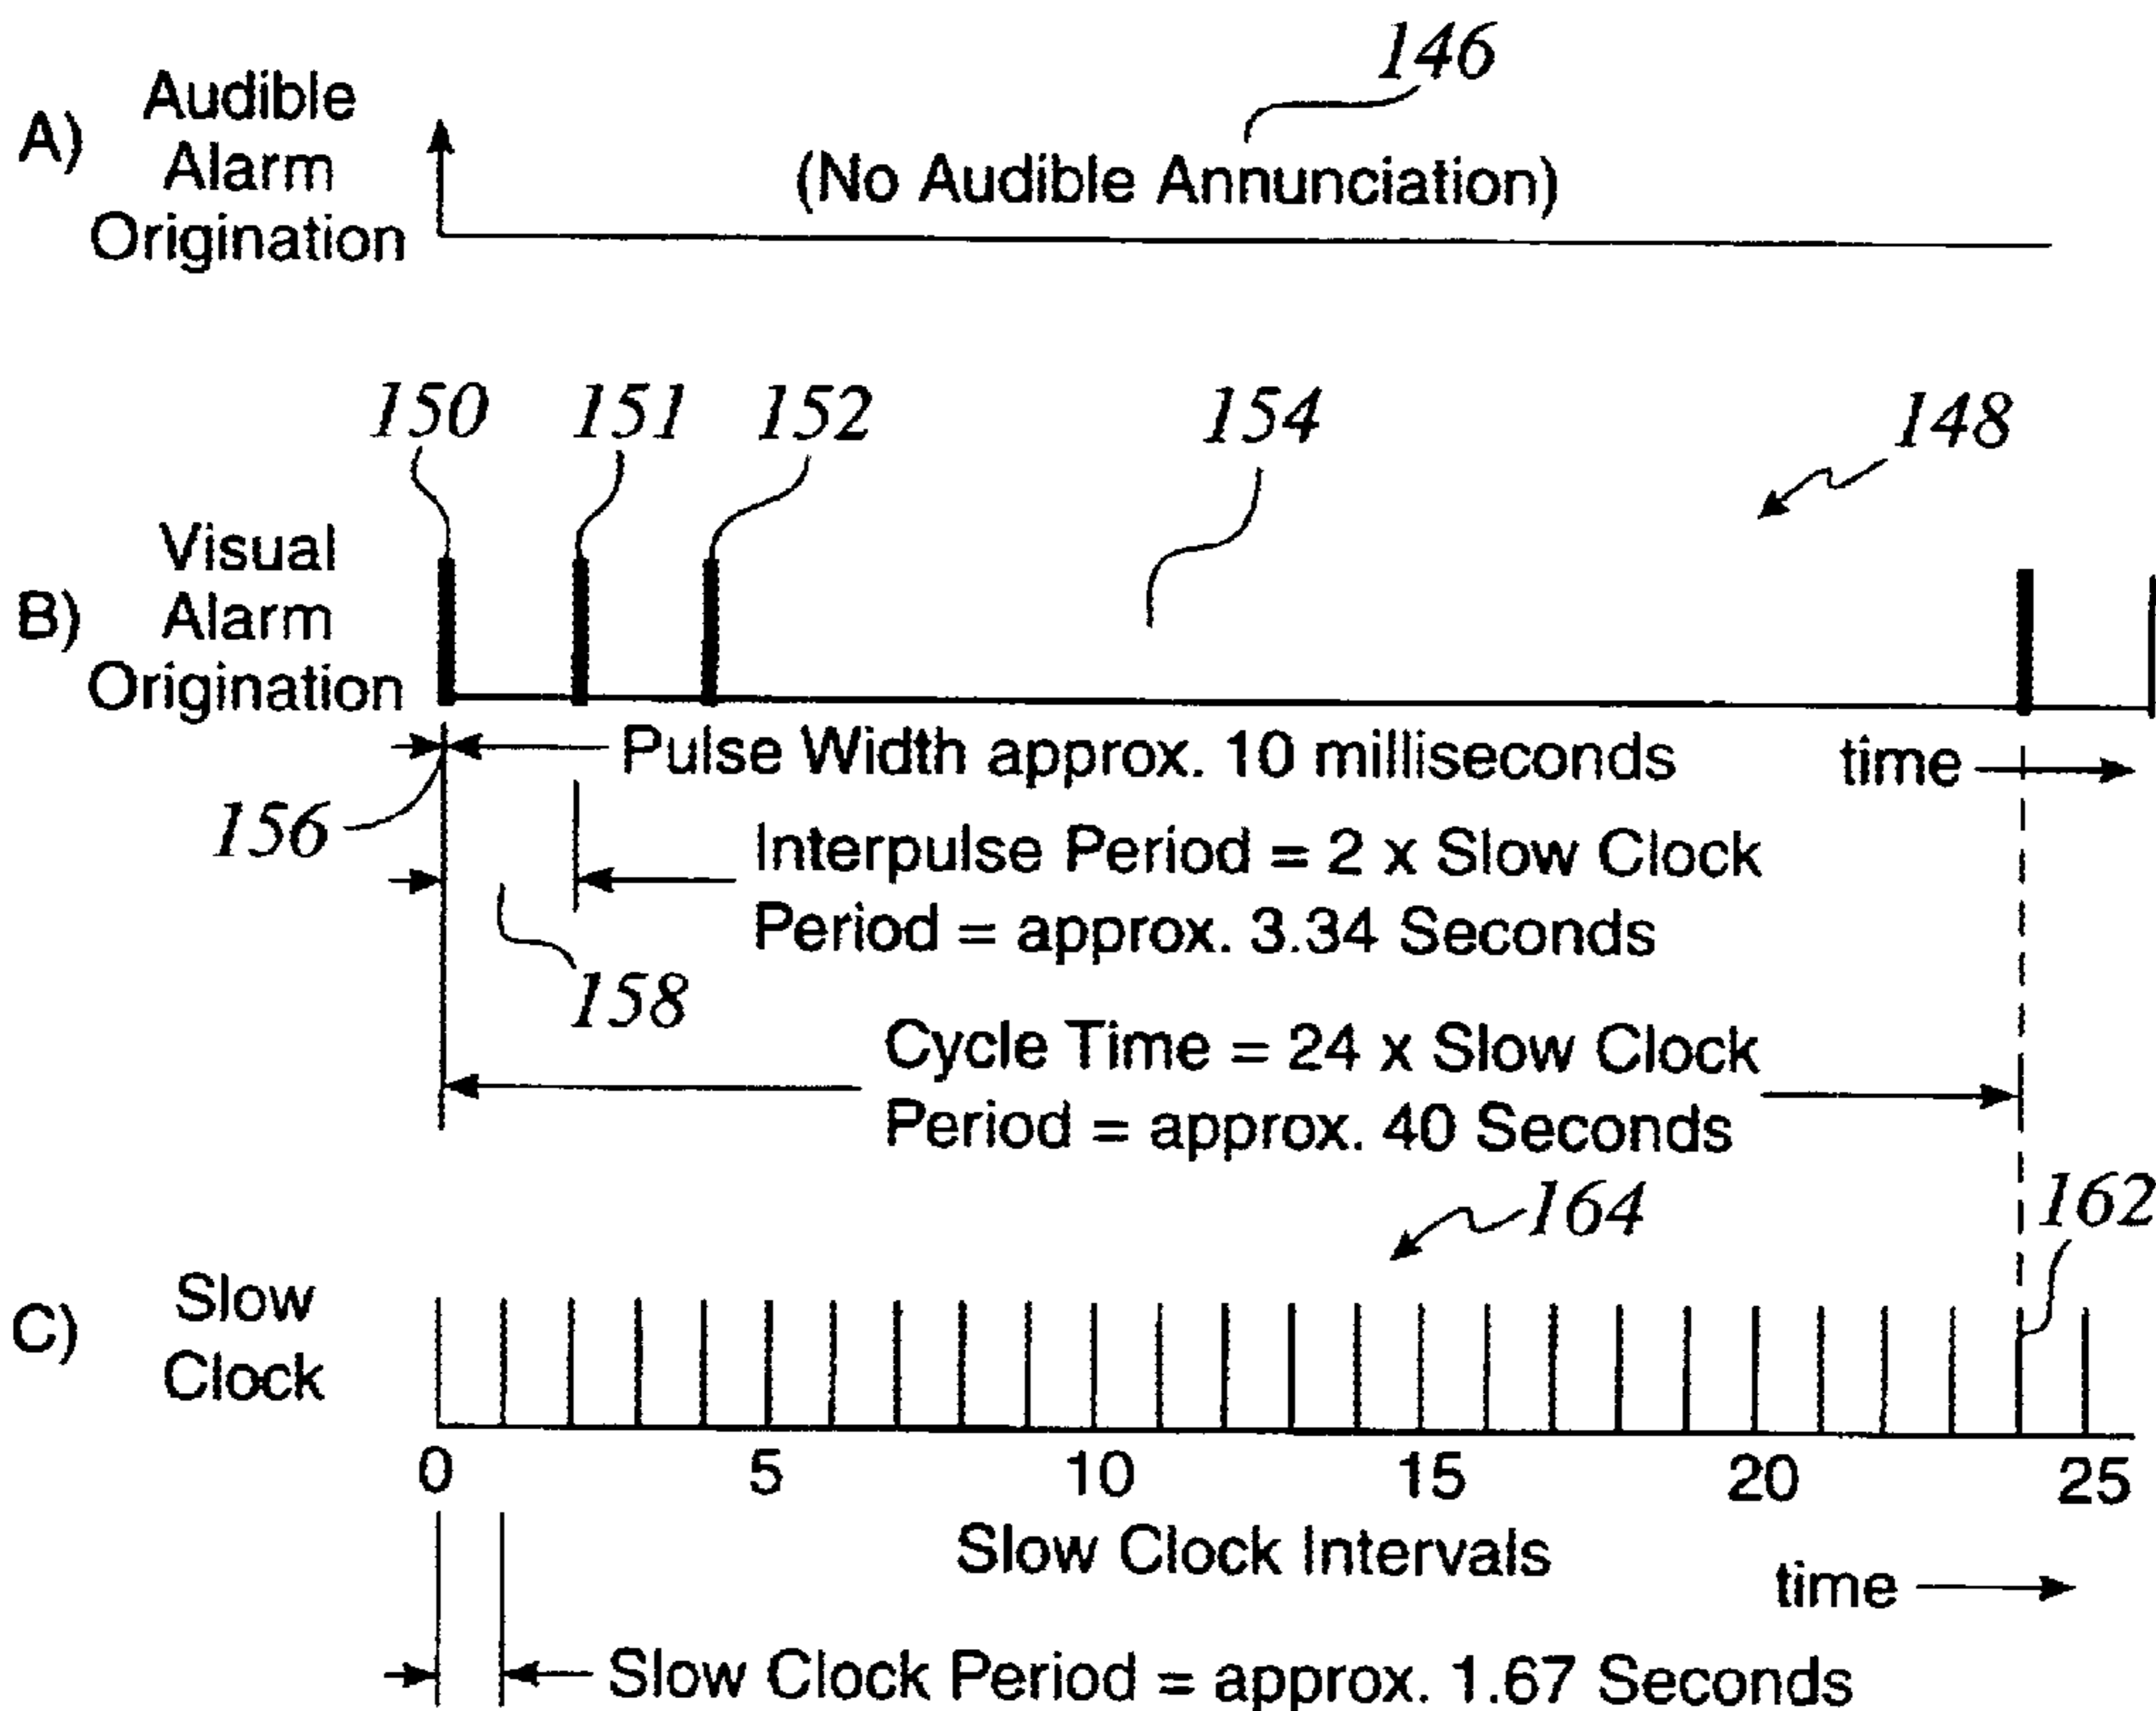 146
A) Audible Alarm Origination
(No Audible Annunciation)
150 151 152 154 148
B) Visual Alarm Origination
Pulse Width approx. 10 milliseconds
time
156
Interpulse Period = 2 x Slow Clock
Period = approx. 3.34 Seconds
158
Cycle Time = 24 x Slow Clock
Period = approx. 40 Seconds
164
162
C) Slow Clock
0 5 10 15 20 25
Slow Clock Intervals
time
Slow Clock Period = approx. 1.67 Seconds